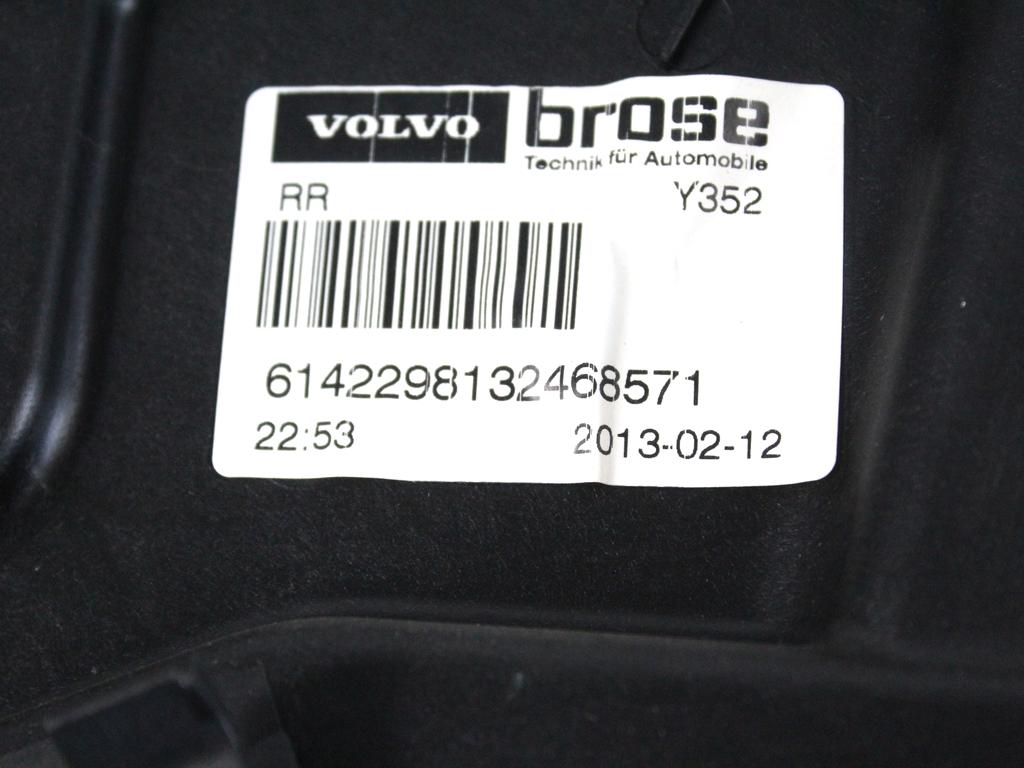 VOLVO brose
Technik für Automobile
RR Y352
6142298132468571
22:53 2013-02-12